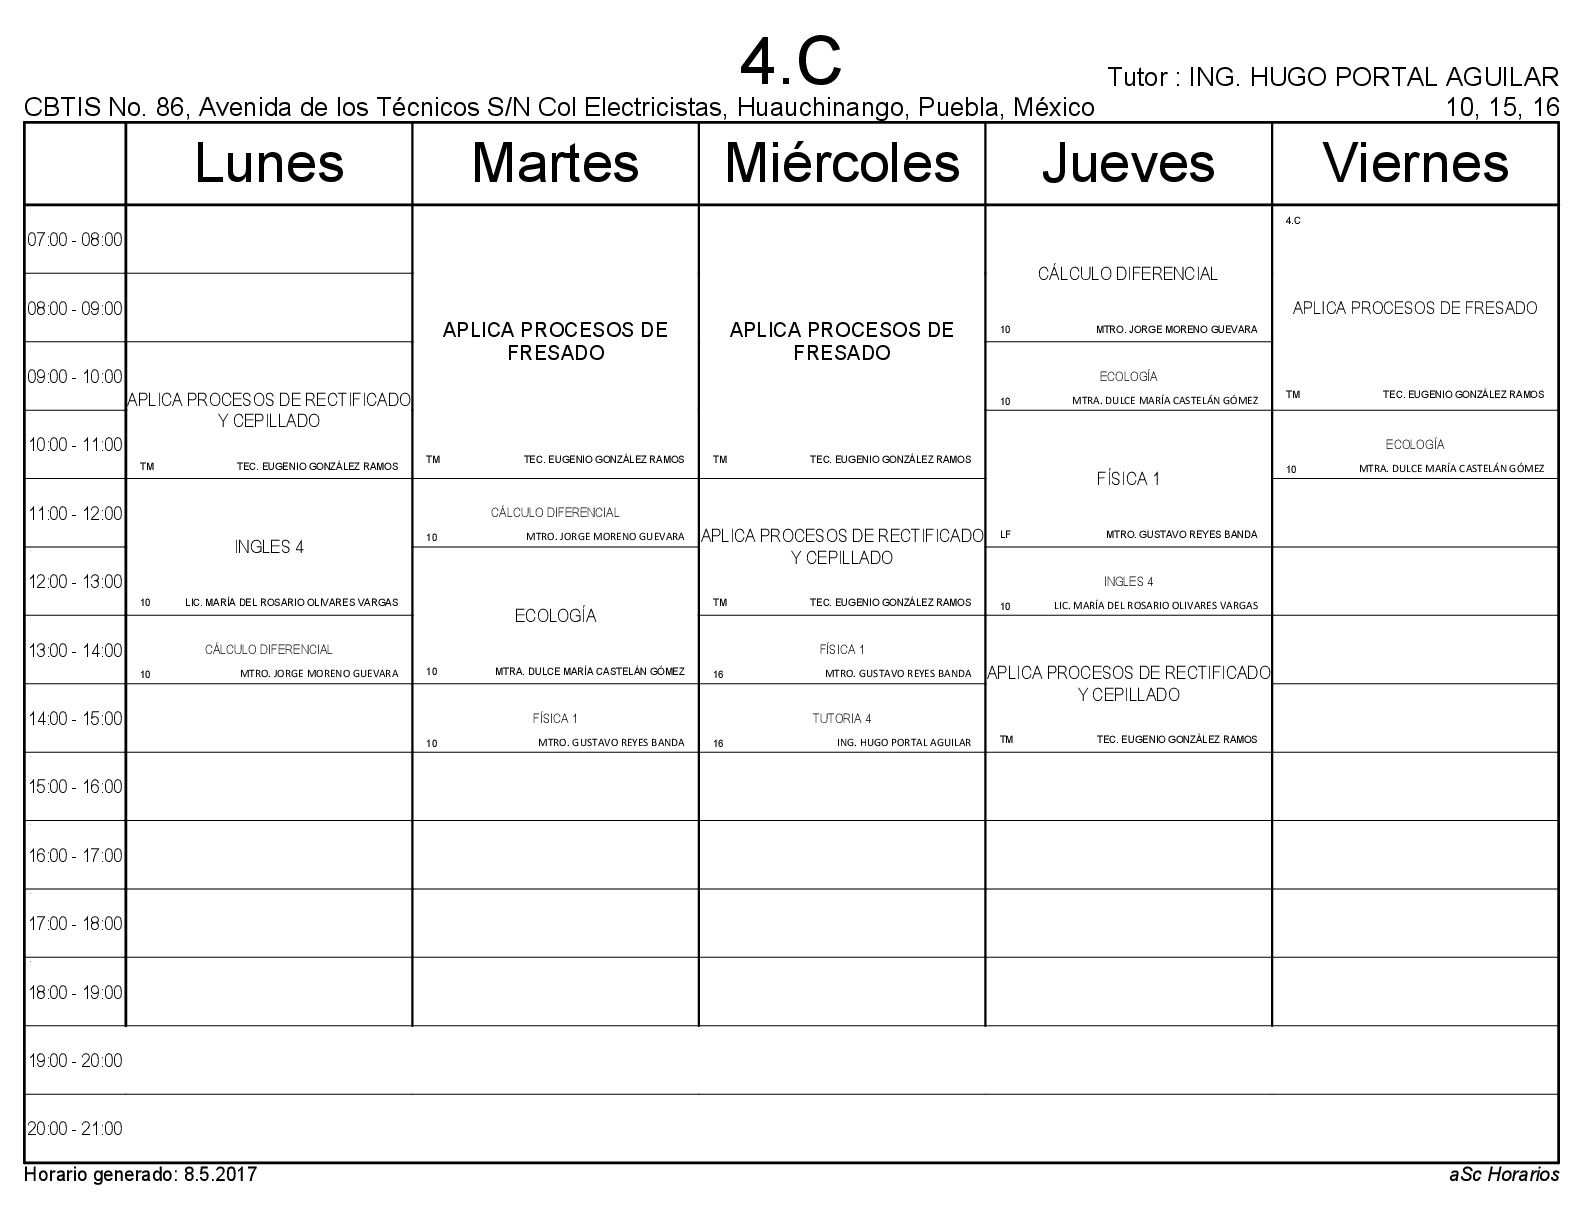 4.C
Tutor : ING. HUGO PORTAL AGUILAR
CBTIS No. 86, Avenida de los Técnicos S/N Col Electricistas, Huauchinango, Puebla, México
10, 15, 16
Lunes
Martes
Miércoles
Jueves
Viernes
07:00 - 08:00
08:00 - 09:00
09:00 - 10:00
10:00 - 11:00
11:00 - 12:00
12:00 - 13:00
13:00 - 14:00
14:00 - 15:00
15:00 - 16:00
16:00 - 17:00
17:00 - 18:00
18:00 - 19:00
19:00 - 20:00
20:00 - 21:00
APLICA PROCESOS DE RECTIFICADO
Y CEPILLADO
TM TEC. EUGENIO GONZÁLEZ RAMOS
INGLES 4
10 LIC. MARÍA DEL ROSARIO OLIVARES VARGAS
CÁLCULO DIFERENCIAL
10 MTRO. JORGE MORENO GUEVARA
APLICA PROCESOS DE
FRESADO
TM TEC. EUGENIO GONZÁLEZ RAMOS
CÁLCULO DIFERENCIAL
10 MTRO. JORGE MORENO GUEVARA
ECOLOGÍA
10 MTRA. DULCE MARÍA CASTELÁN GÓMEZ
FÍSICA 1
10 MTRO. GUSTAVO REYES BANDA
APLICA PROCESOS DE
FRESADO
TM TEC. EUGENIO GONZÁLEZ RAMOS
APLICA PROCESOS DE RECTIFICADO
Y CEPILLADO
TM TEC. EUGENIO GONZÁLEZ RAMOS
FÍSICA 1
16 MTRO. GUSTAVO REYES BANDA
TUTORIA 4
16 ING. HUGO PORTAL AGUILAR
CÁLCULO DIFERENCIAL
10 MTRO. JORGE MORENO GUEVARA
ECOLOGÍA
10 MTRA. DULCE MARÍA CASTELÁN GÓMEZ
FÍSICA 1
LF MTRO. GUSTAVO REYES BANDA
INGLES 4
10 LIC. MARÍA DEL ROSARIO OLIVARES VARGAS
APLICA PROCESOS DE RECTIFICADO
Y CEPILLADO
TM TEC. EUGENIO GONZÁLEZ RAMOS
4.C
APLICA PROCESOS DE FRESADO
TM TEC. EUGENIO GONZÁLEZ RAMOS
ECOLOGÍA
10 MTRA. DULCE MARÍA CASTELÁN GÓMEZ
Horario generado: 8.5.2017
aSc Horarios